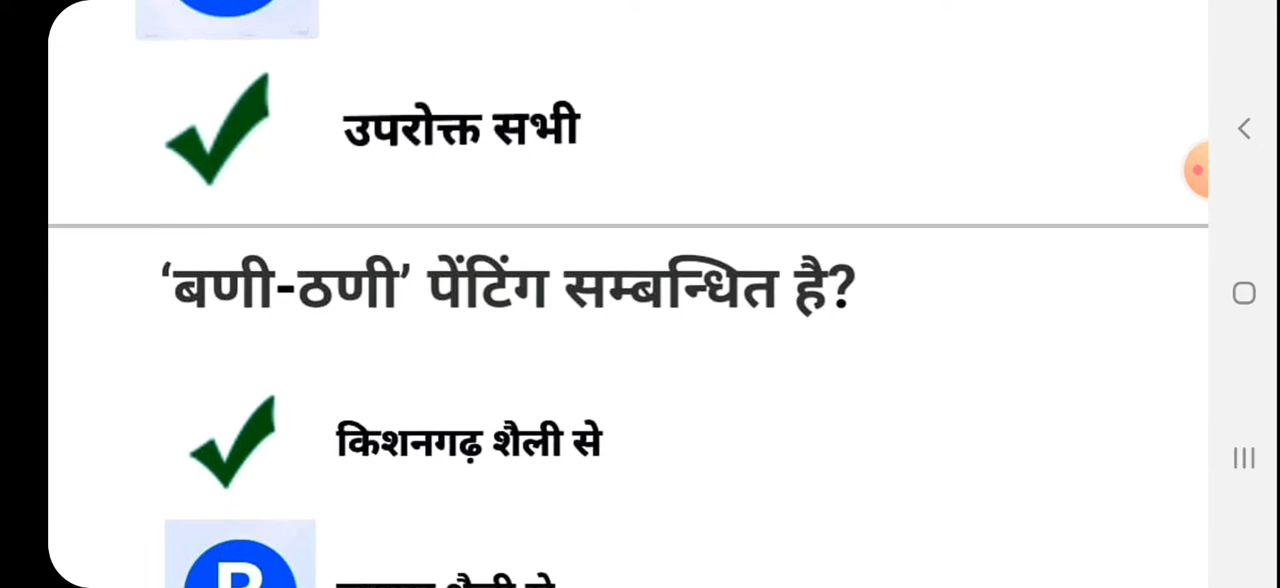 उपरोक्त सभी
‘बणी-ठणी’ पेंटिंग सम्बन्धित है?
किशनगढ़ शैली से
B